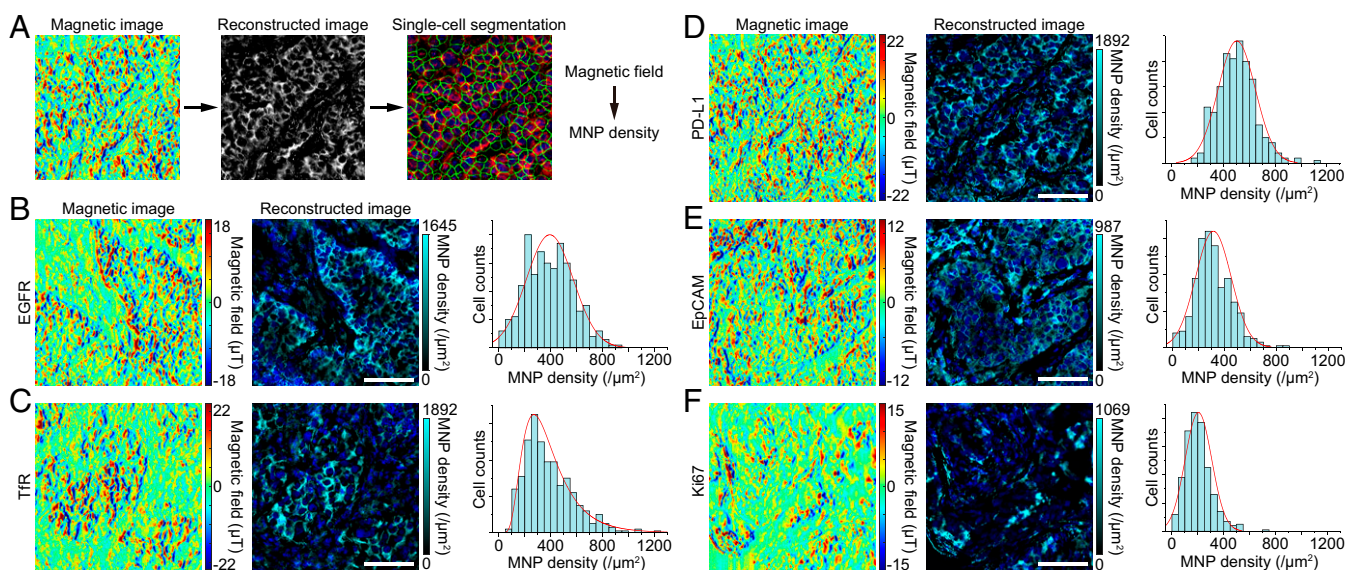 A
Magnetic image
Reconstructed image
Single-cell segmentation
Magnetic field
MNP density
B
Magnetic image
Reconstructed image
EGFR
18
0
-18
Magnetic field (μT)
1645
0
MNP density (/μm²)
Cell counts
0 400 800 1200
MNP density (/μm²)
C
TfR
22
0
-22
Magnetic field (μT)
1892
0
MNP density (/μm²)
Cell counts
0 400 800 1200
MNP density (/μm²)
D
Magnetic image
Reconstructed image
PD-L1
22
0
-22
Magnetic field (μT)
1892
0
MNP density (/μm²)
Cell counts
0 400 800 1200
MNP density (/μm²)
E
EpCAM
12
0
-12
Magnetic field (μT)
987
0
MNP density (/μm²)
Cell counts
0 400 800 1200
MNP density (/μm²)
F
Ki67
15
0
-15
Magnetic field (μT)
1069
0
MNP density (/μm²)
Cell counts
0 400 800 1200
MNP density (/μm²)